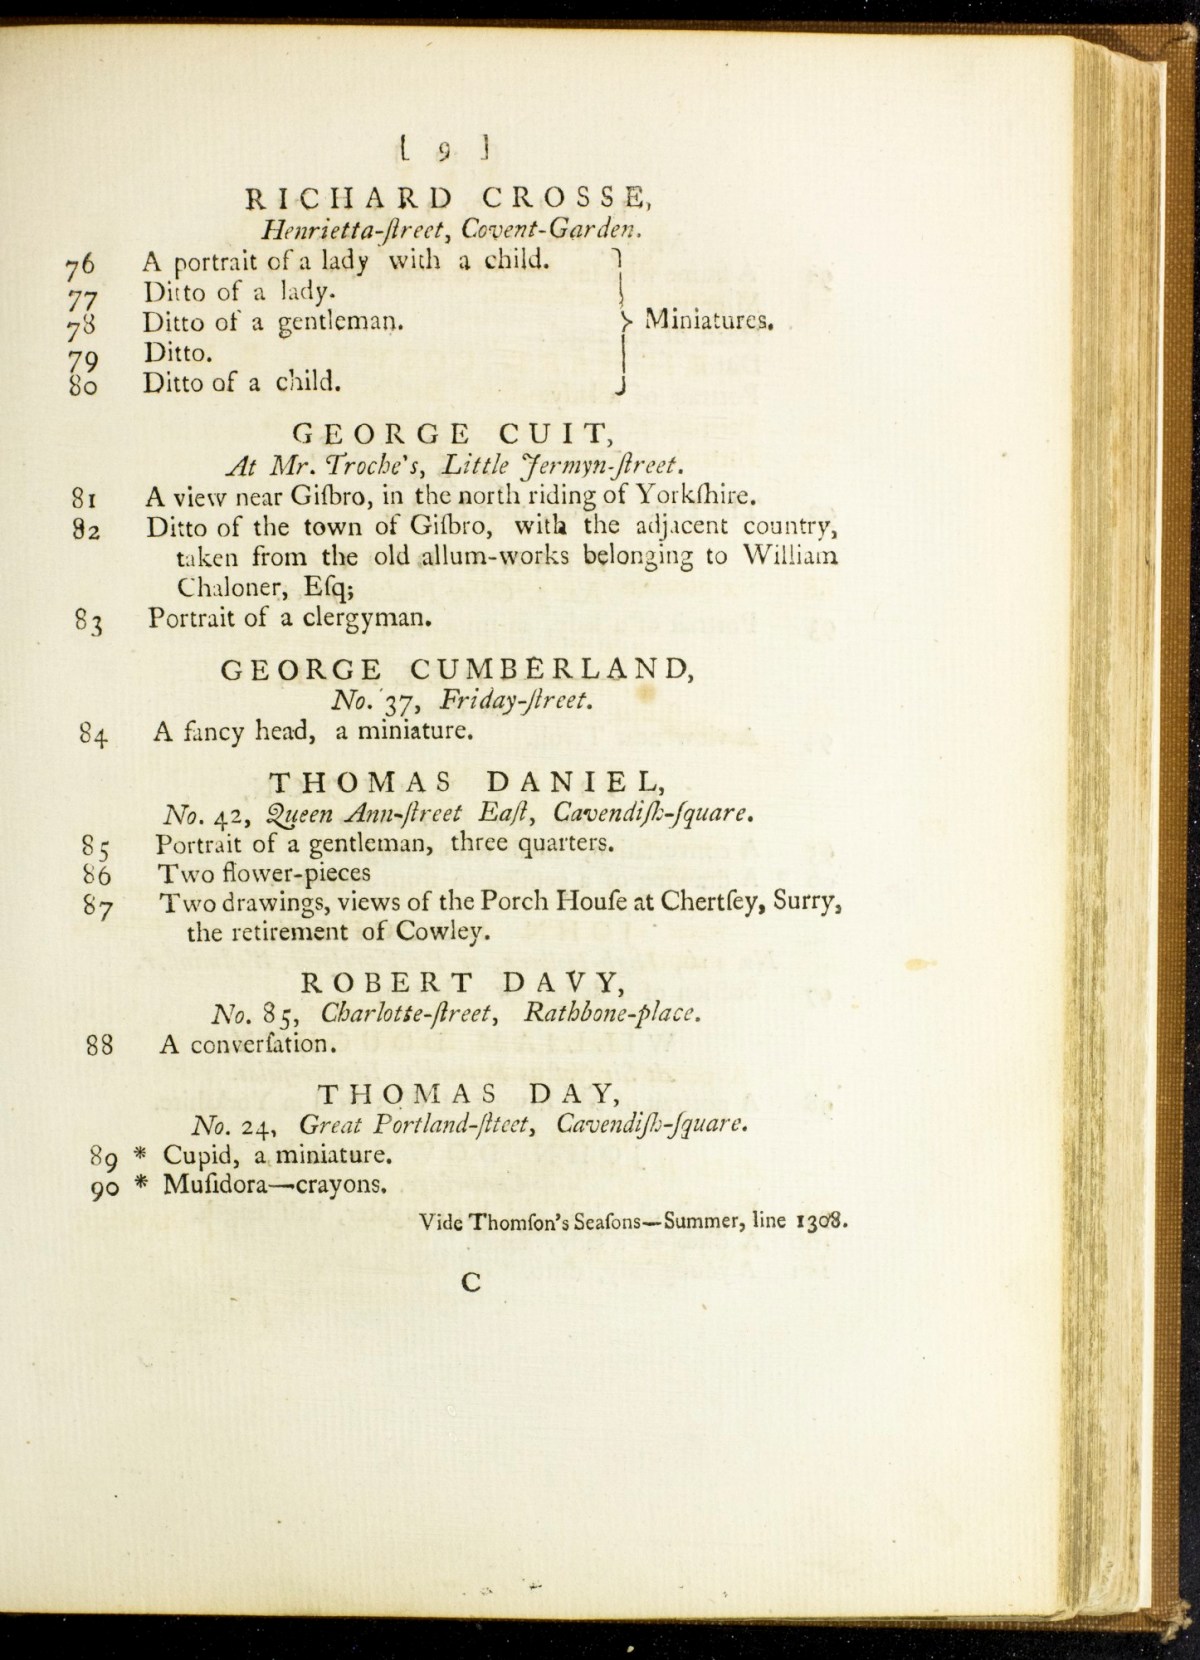 [ 9 ]
RICHARD CROSSE,
Henrietta-ſtreet, Covent-Garden.
76 A portrait of a lady with a child.
77 Ditto of a lady.
78 Ditto of a gentleman. } Miniatures.
79 Ditto.
80 Ditto of a child.
GEORGE CUIT,
At Mr. Troche's, Little Jermyn-ſtreet.
81 A view near Giſbro, in the north riding of Yorkſhire.
82 Ditto of the town of Giſbro, with the adjacent country,
taken from the old allum-works belonging to William
Chaloner, Eſq;
83 Portrait of a clergyman.
GEORGE CUMBERLAND,
No. 37, Friday-ſtreet.
84 A fancy head, a miniature.
THOMAS DANIEL,
No. 42, Queen Ann-ſtreet Eaſt, Cavendiſh-ſquare.
85 Portrait of a gentleman, three quarters.
86 Two flower-pieces
87 Two drawings, views of the Porch Houſe at Chertſey, Surry,
the retirement of Cowley.
ROBERT DAVY,
No. 85, Charlotte-ſtreet, Rathbone-place.
88 A converſation.
THOMAS DAY,
No. 24, Great Portland-ſtteet, Cavendiſh-ſquare.
89 * Cupid, a miniature.
90 * Muſidora—crayons.
Vide Thomſon's Seaſons—Summer, line 1308.
C